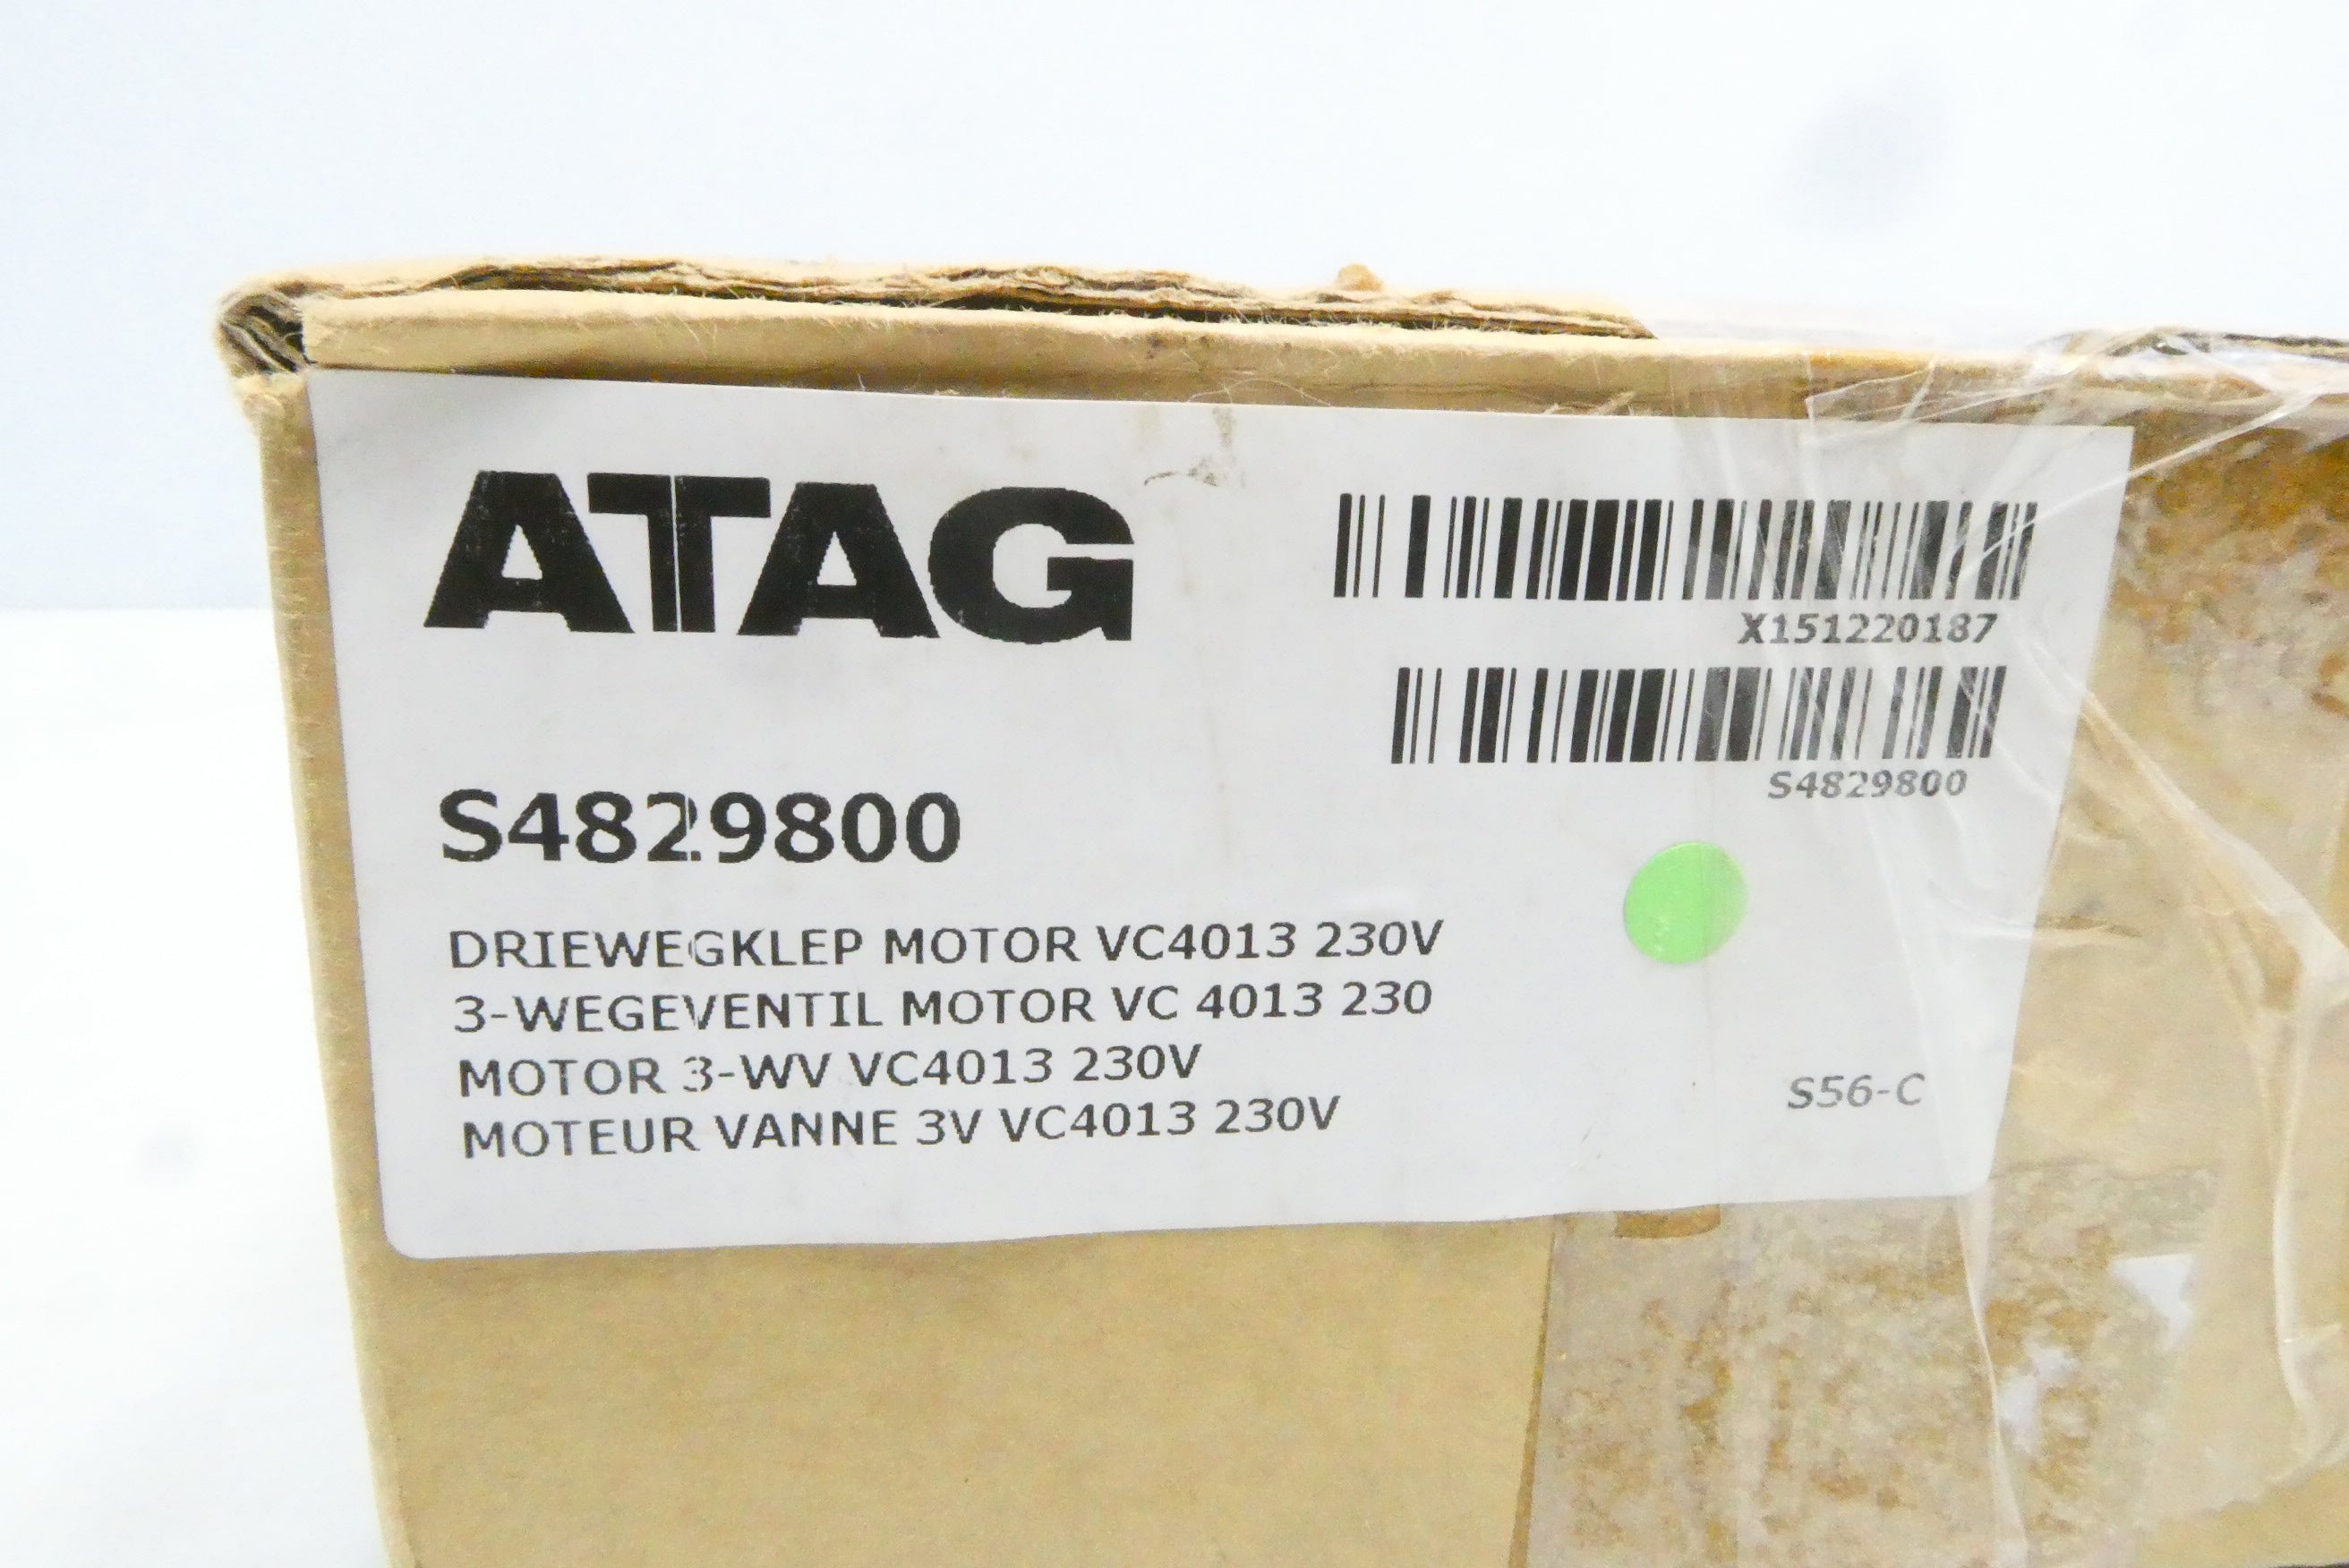 ATAG
X151220187
S4829800
S4829800
DRIEWEGKLEP MOTOR VC4013 230V
3-WEGEVENTIL MOTOR VC 4013 230
MOTOR 3-WV VC4013 230V
MOTEUR VANNE 3V VC4013 230V
S56-C